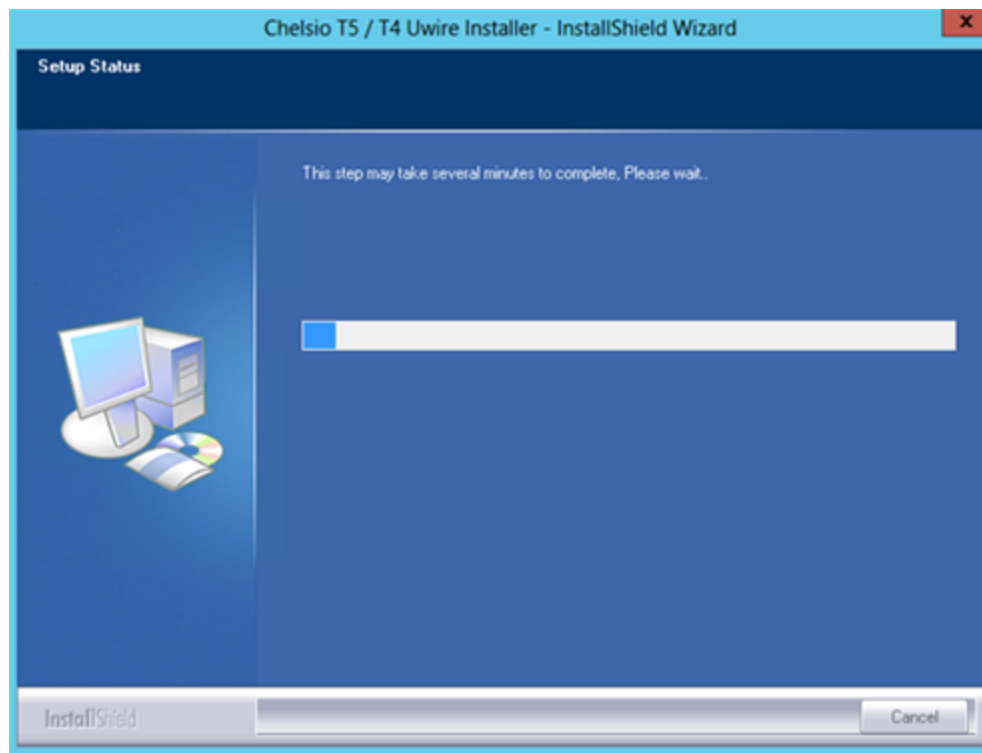 Chelsio T5 / T4 Uwire Installer - InstallShield Wizard
x
Setup Status
This step may take several minutes to complete, Please wait..
InstallShield
Cancel